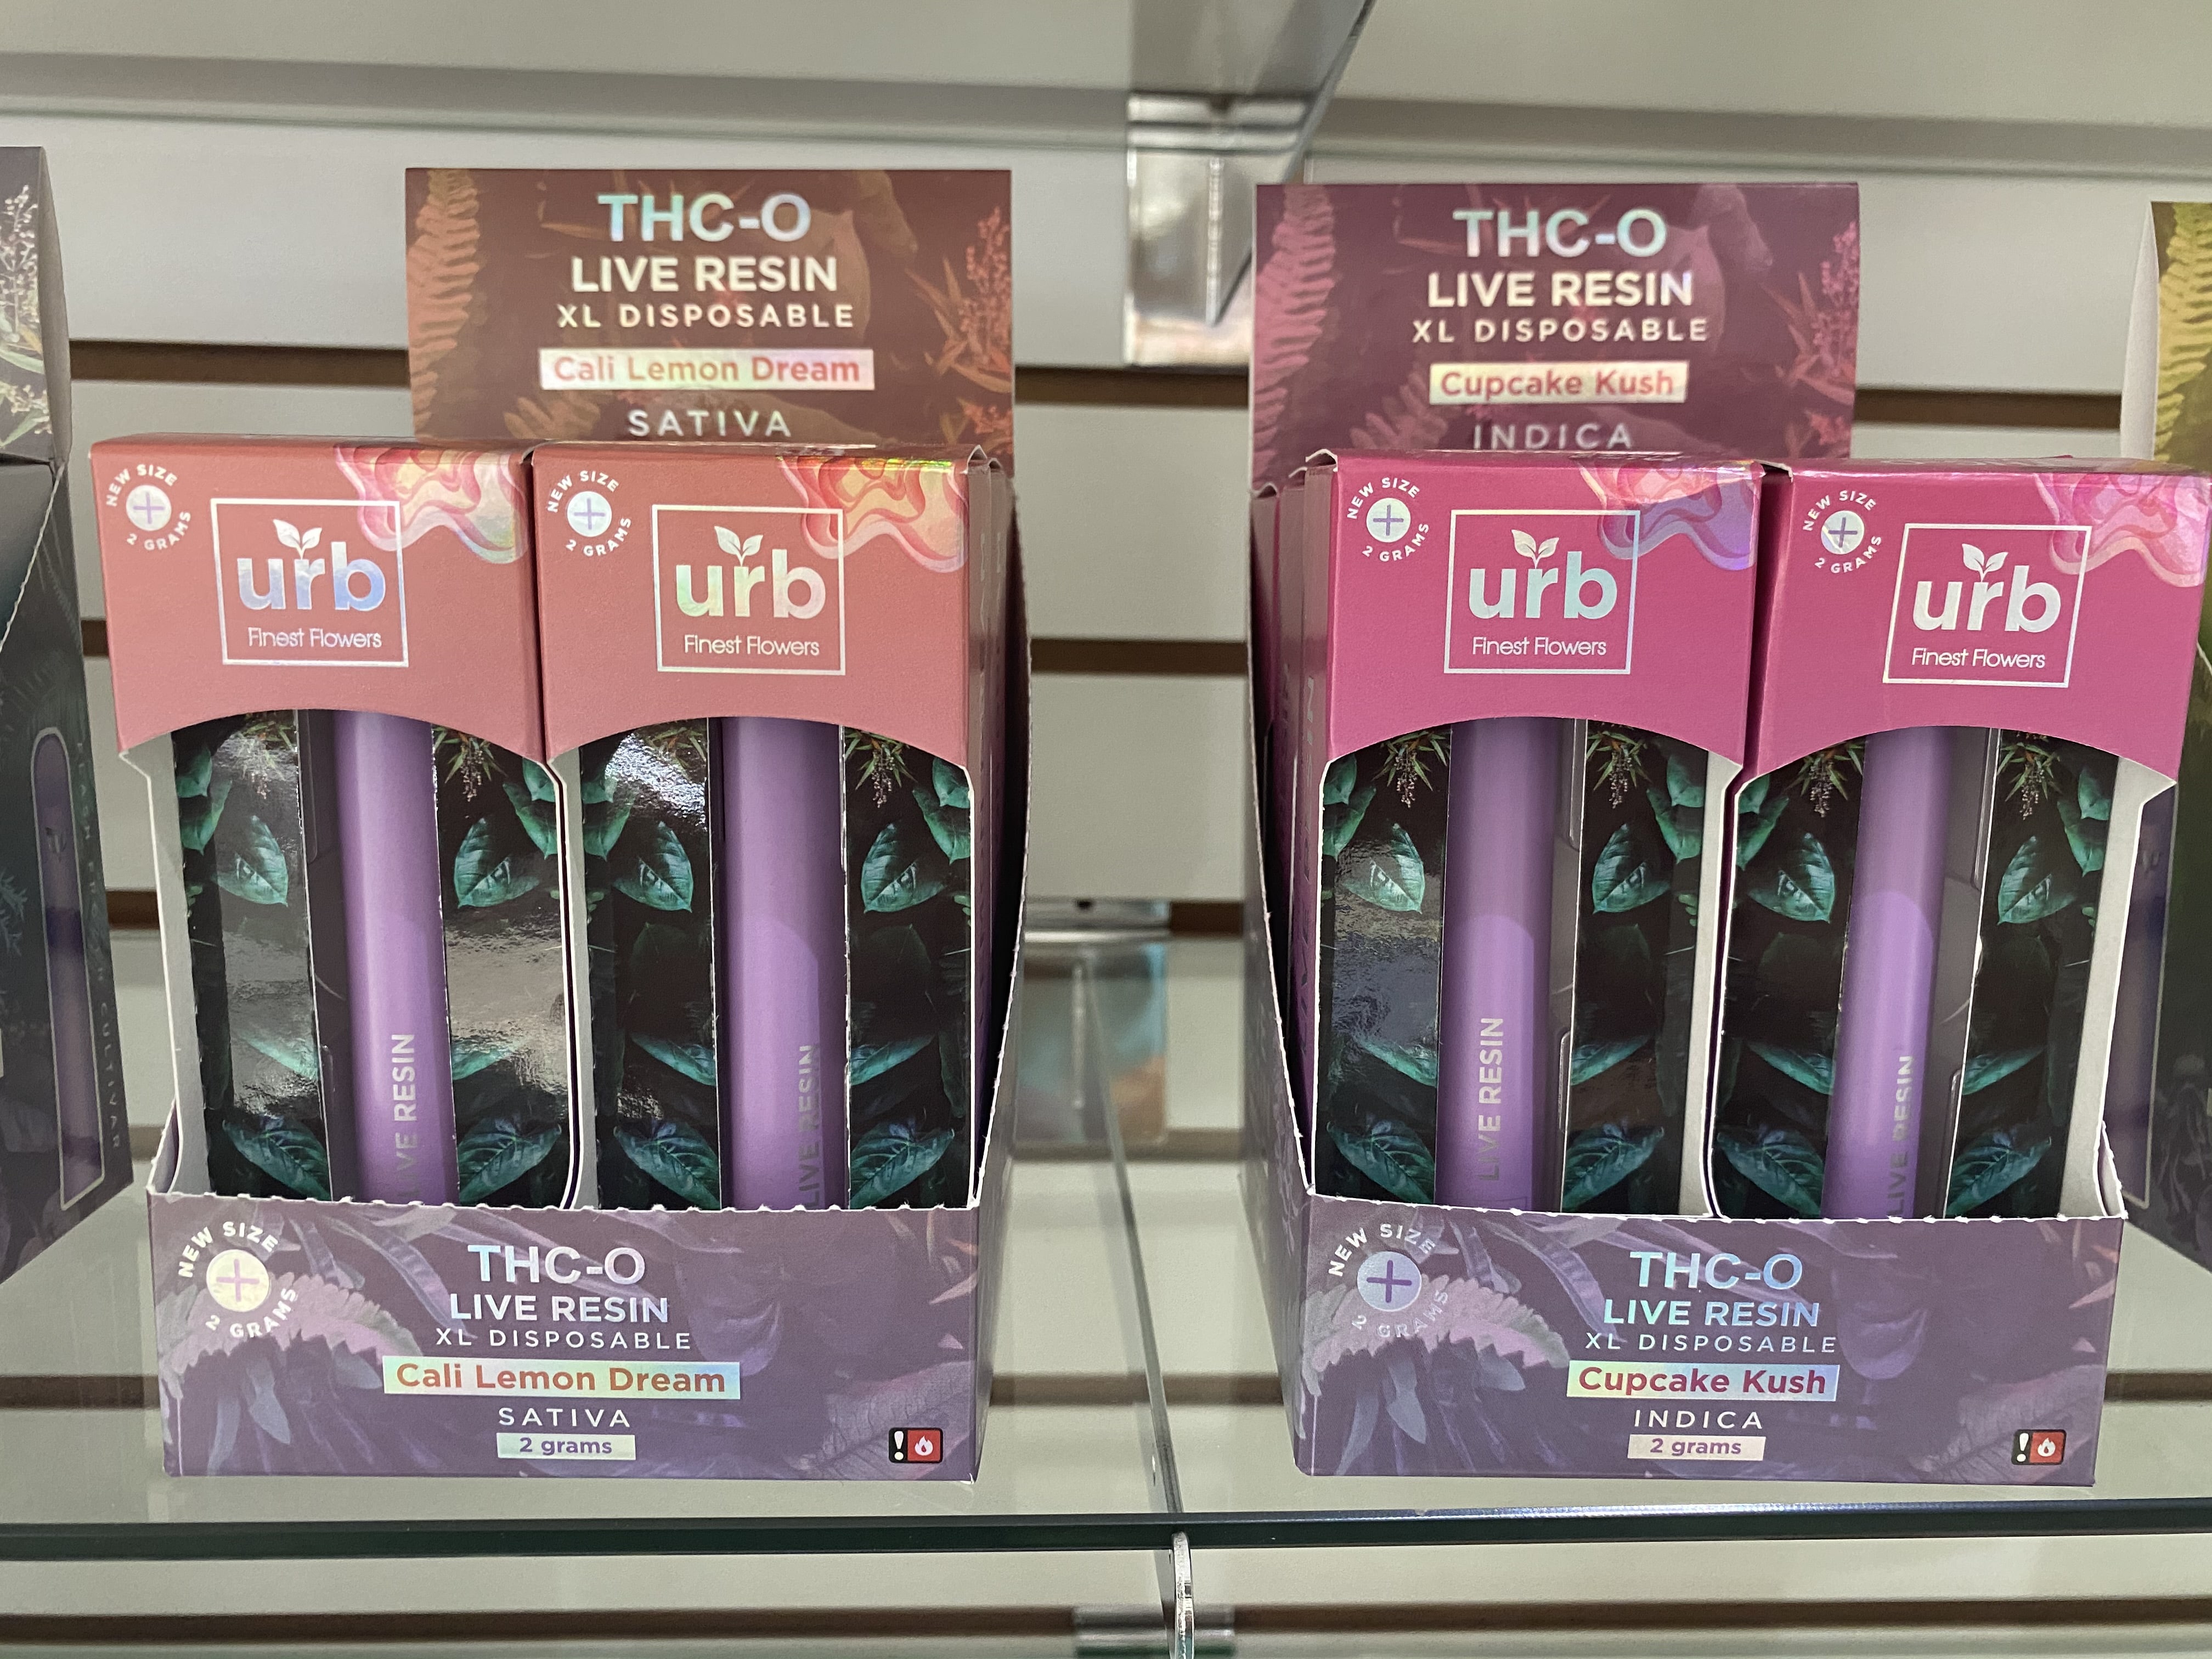 THC-O
LIVE RESIN
XL DISPOSABLE
Cali Lemon Dream
SATIVA
THC-O
LIVE RESIN
XL DISPOSABLE
Cupcake Kush
INDICA
NEW SIZE
2 GRAMS
urb
Finest Flowers
NEW SIZE
2 GRAMS
urb
Finest Flowers
NEW SIZE
2 GRAMS
urb
Finest Flowers
NEW SIZE
2 GRAMS
urb
Finest Flowers
LIVE RESIN
LIVE RESIN
LIVE RESIN
LIVE RESIN
NEW SIZE
2 GRAMS
THC-O
LIVE RESIN
XL DISPOSABLE
Cali Lemon Dream
SATIVA
2 grams
!
NEW SIZE
2 GRAMS
THC-O
LIVE RESIN
XL DISPOSABLE
Cupcake Kush
INDICA
2 grams
!